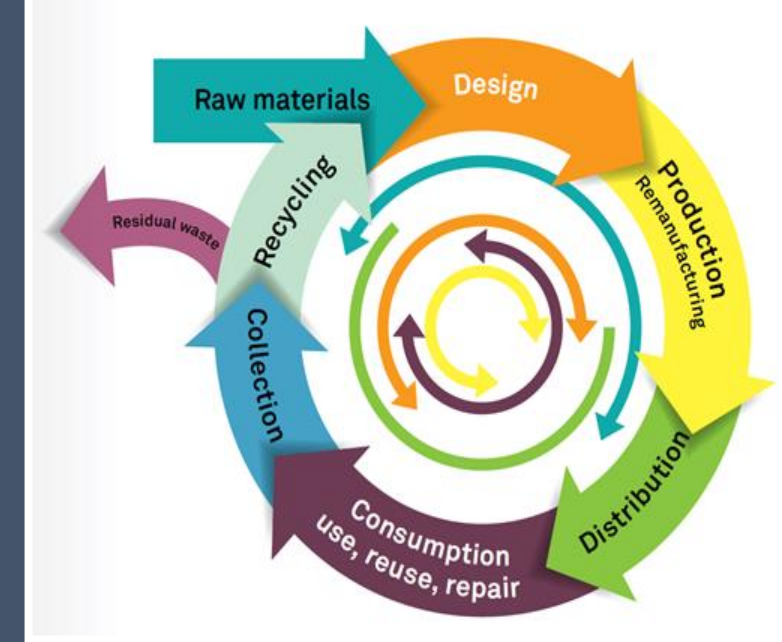 Raw materials
Design
Production
Remanufacturing
Distribution
Consumption
use, reuse, repair
Collection
Recycling
Residual waste